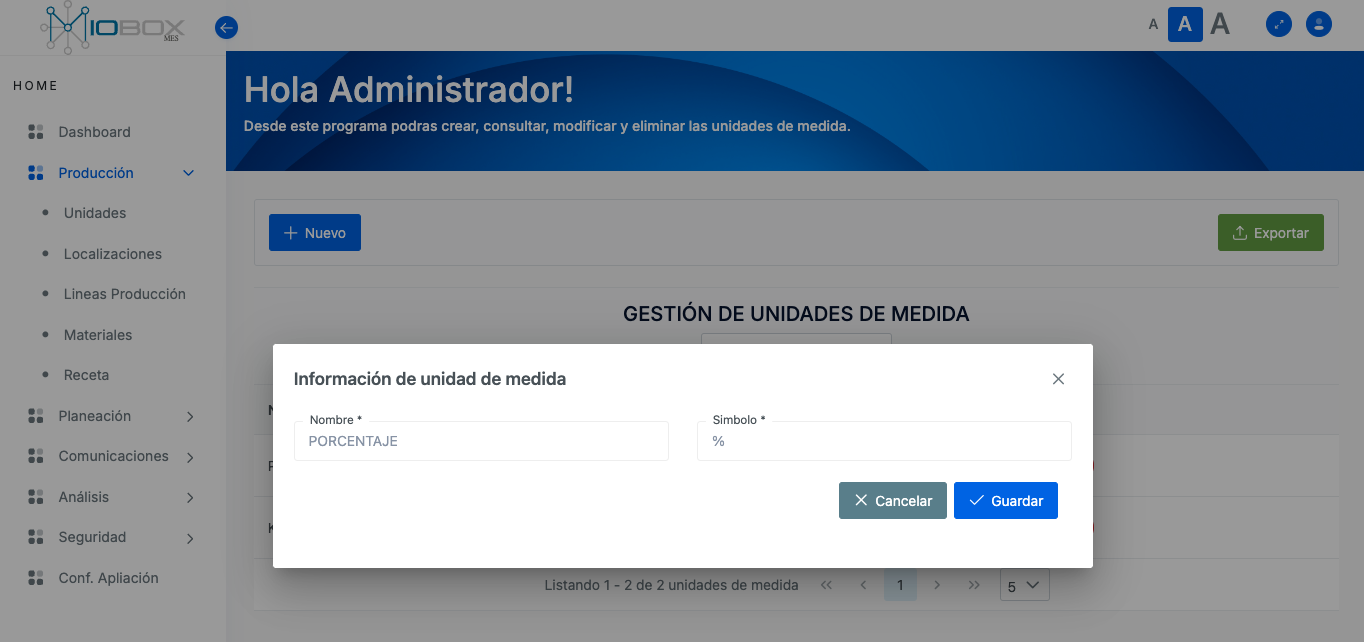 IOBOX
MES
A A A
HOME
Dashboard
Producción
Unidades
Localizaciones
Lineas Producción
Materiales
Receta
Planeación
Comunicaciones
Análisis
Seguridad
Conf. Apliación
Hola Administrador!
Desde este programa podras crear, consultar, modificar y eliminar las unidades de medida.
Nuevo
Exportar
GESTIÓN DE UNIDADES DE MEDIDA
Información de unidad de medida
Nombre *
PORCENTAJE
Simbolo *
%
Cancelar
Guardar
Listando 1 - 2 de 2 unidades de medida
1
5